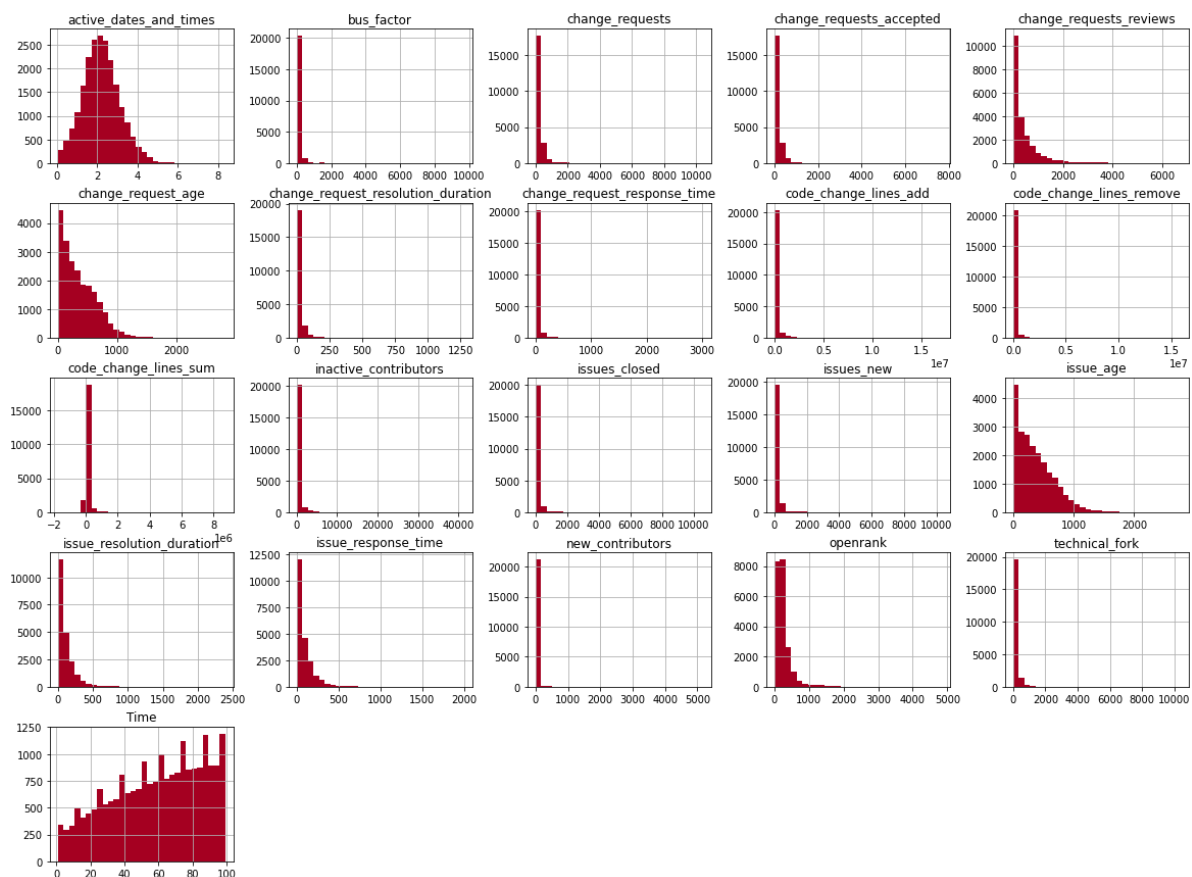 active_dates_and_times
bus_factor
change_requests
change_requests_accepted
change_requests_reviews
2500
2000
1500
1000
500
0
0 2 4 6 8
20000
15000
10000
5000
0
0 2000 4000 6000 8000 10000
15000
10000
5000
0
0 2000 4000 6000 8000 10000
15000
10000
5000
0
0 2000 4000 6000 8000
10000
8000
6000
4000
2000
0
0 2000 4000 6000
change_request_age
change_request_resolution_duration
change_request_response_time
code_change_lines_add
code_change_lines_remove
4000
3000
2000
1000
0
0 1000 2000
20000
15000
10000
5000
0
0 250 500 750 1000 1250
20000
15000
10000
5000
0
0 1000 2000 3000
20000
15000
10000
5000
0
0.0 0.5 1.0 1.5
1e7
20000
15000
10000
5000
0
0.0 0.5 1.0 1.5
1e7
code_change_lines_sum
inactive_contributors
issues_closed
issues_new
issue_age
15000
10000
5000
0
−2 0 2 4 6 8
1e6
20000
15000
10000
5000
0
0 10000 20000 30000 40000
20000
15000
10000
5000
0
0 2000 4000 6000 8000 10000
20000
15000
10000
5000
0
0 2000 4000 6000 8000 10000
4000
3000
2000
1000
0
0 1000 2000
issue_resolution_duration
issue_response_time
new_contributors
openrank
technical_fork
10000
8000
6000
4000
2000
0
0 500 1000 1500 2000 2500
12500
10000
7500
5000
2500
0
0 500 1000 1500 2000
20000
15000
10000
5000
0
0 1000 2000 3000 4000 5000
8000
6000
4000
2000
0
0 1000 2000 3000 4000 5000
20000
15000
10000
5000
0
0 2000 4000 6000 8000 10000
Time
1250
1000
750
500
250
0
0 20 40 60 80 100